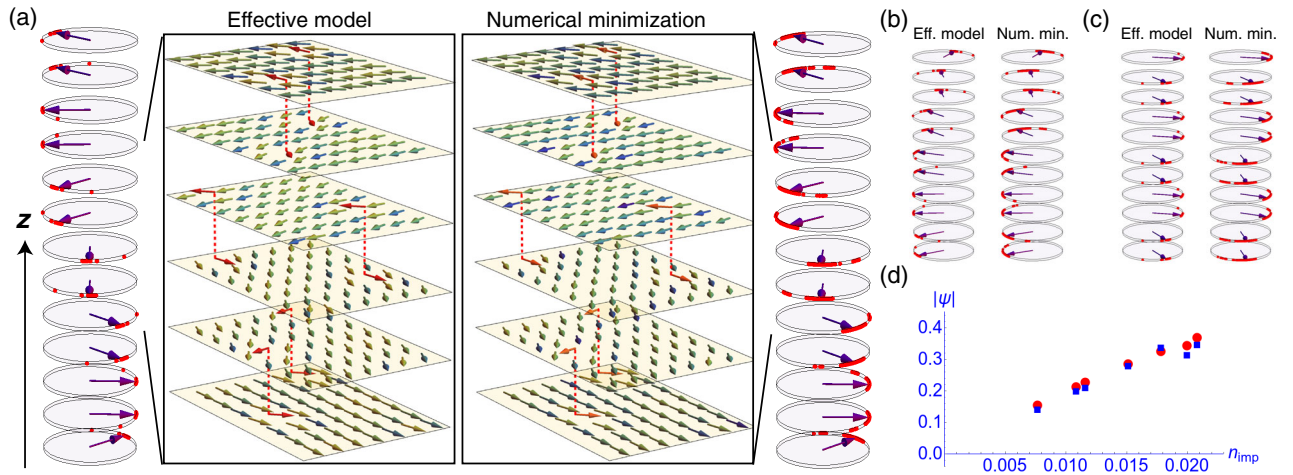 (a)
Effective model
Numerical minimization
z
(b)
Eff. model
Num. min.
(c)
Eff. model
Num. min.
(d)
|ψ|
0.4
0.3
0.2
0.1
0.0
0.005
0.010
0.015
0.020
n_imp